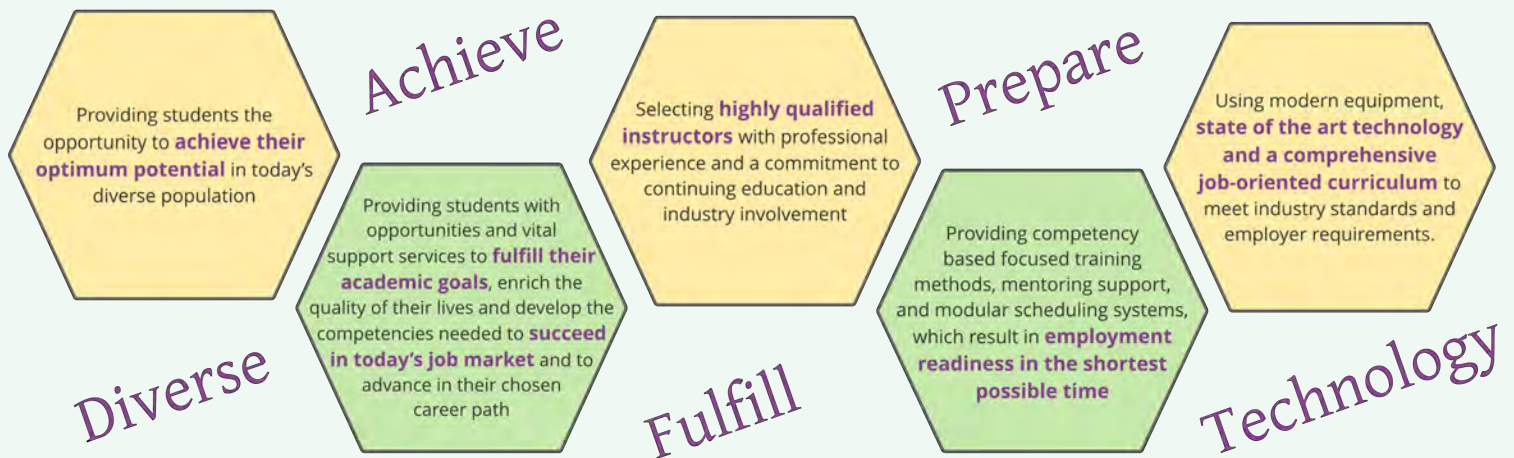 Providing students the
opportunity to achieve their
optimum potential in today's
diverse population
Achieve
Diverse
Providing students with
opportunities and vital
support services to fulfill their
academic goals, enrich the
quality of their lives and develop the
competencies needed to succeed
in today's job market and to
advance in their chosen
career path
Selecting highly qualified
instructors with professional
experience and a commitment to
continuing education and
industry involvement
Fulfill
Prepare
Providing competency
based focused training
methods, mentoring support,
and modular scheduling systems,
which result in employment
readiness in the shortest
possible time
Using modern equipment,
state of the art technology
and a comprehensive
job-oriented curriculum to
meet industry standards and
employer requirements.
Technology